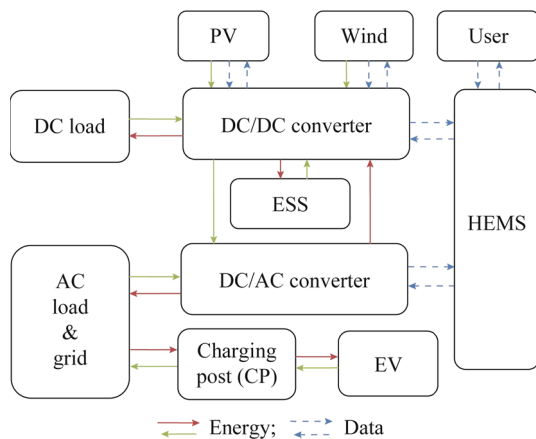 PV
Wind
User
DC load
DC/DC converter
ESS
HEMS
AC
load
&
grid
DC/AC converter
Charging
post (CP)
EV
Energy;
Data